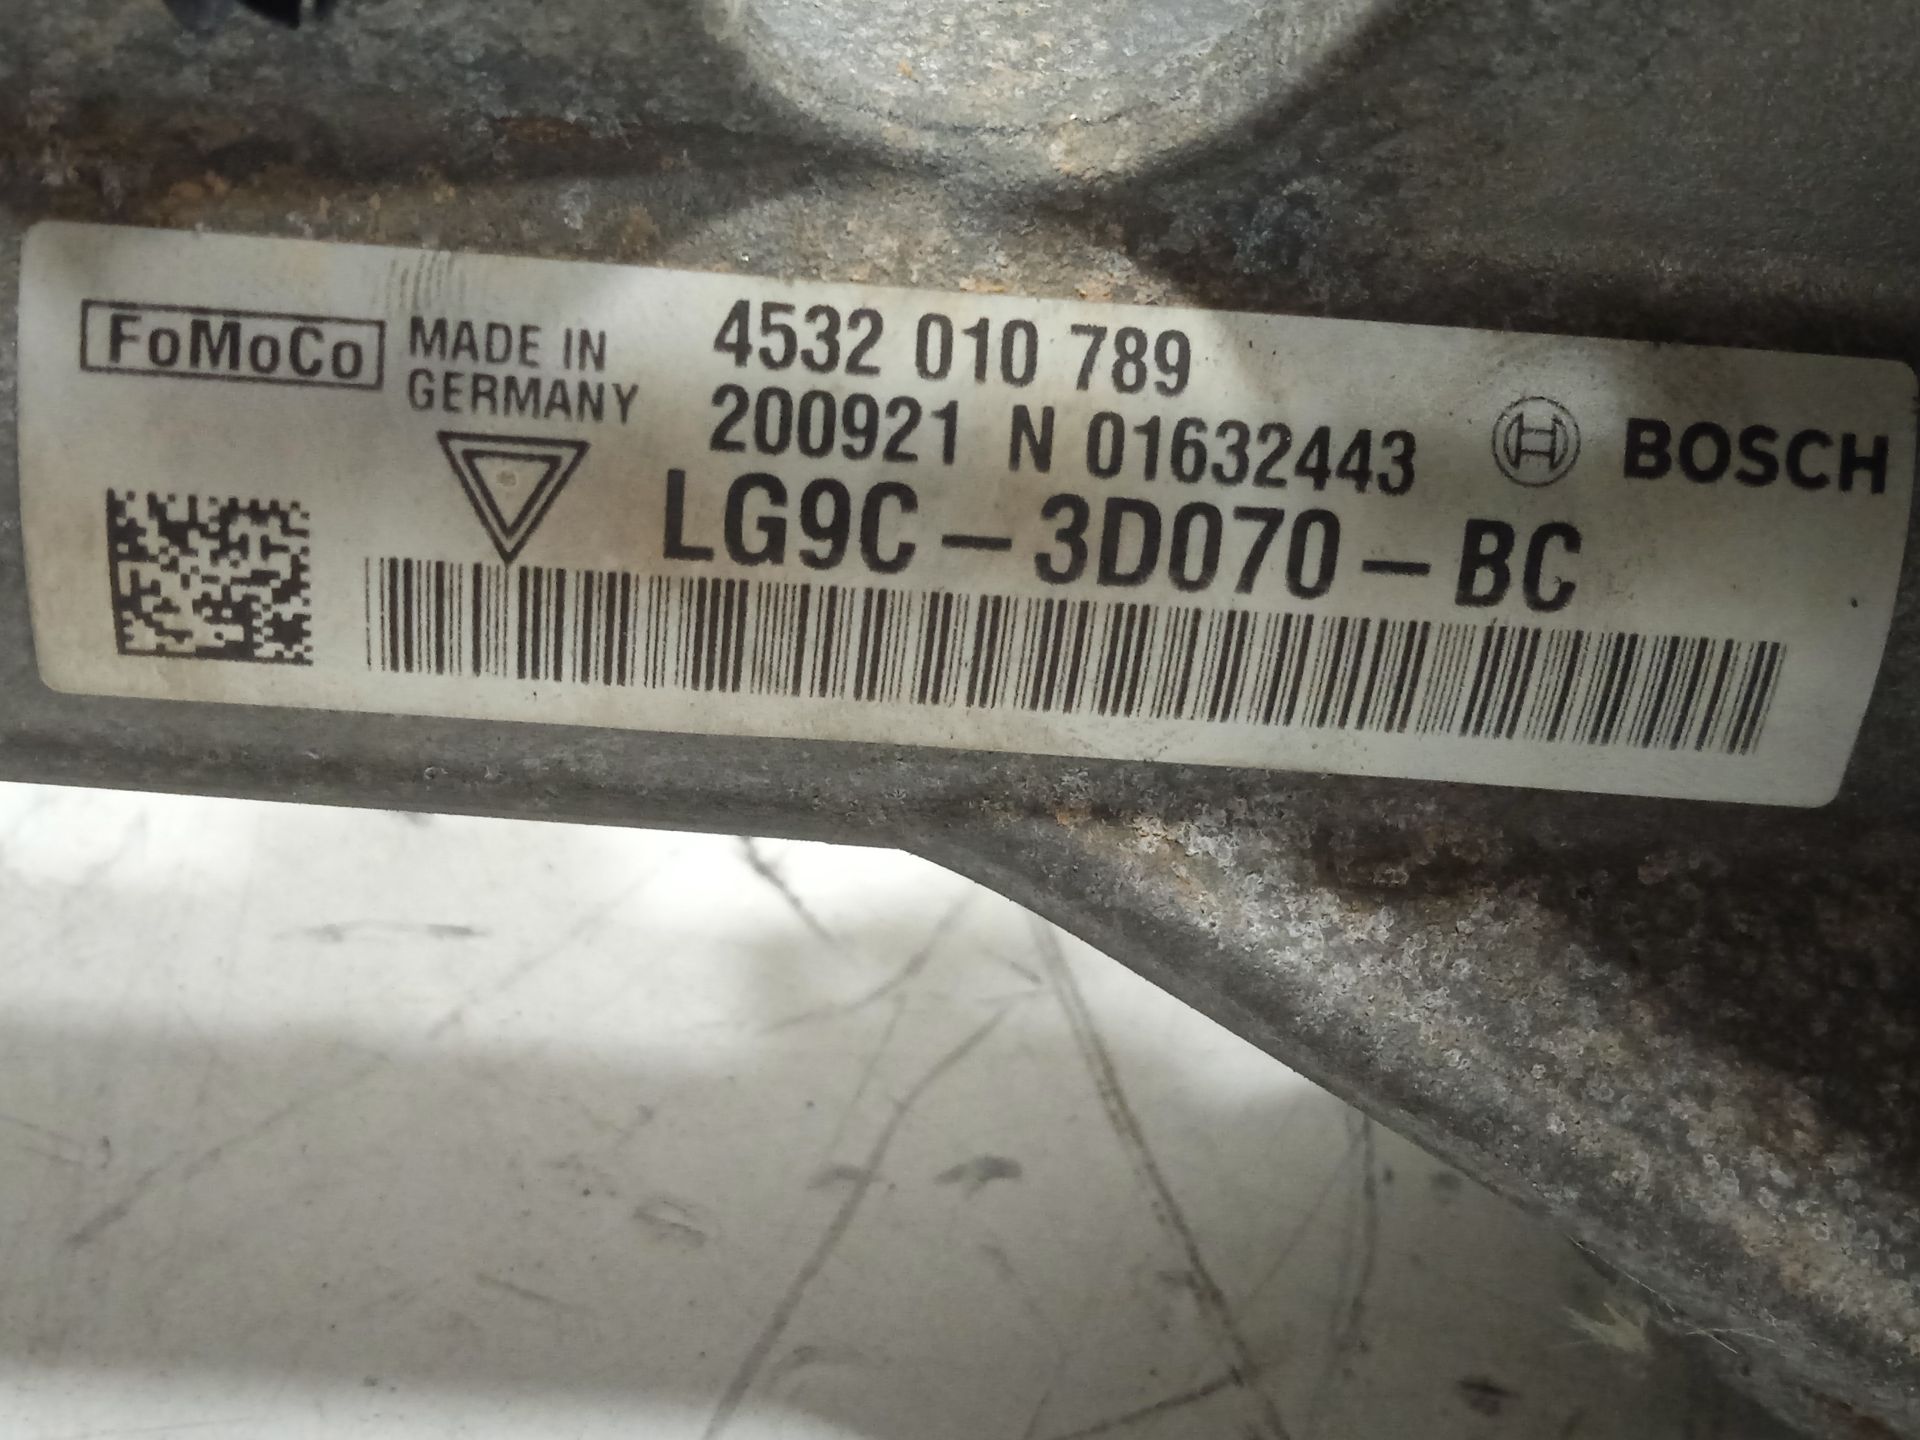 FoMoCo
MADE IN
GERMANY
4532 010 789
200921 N 01632443
LG9C-3D070-BC
BOSCH